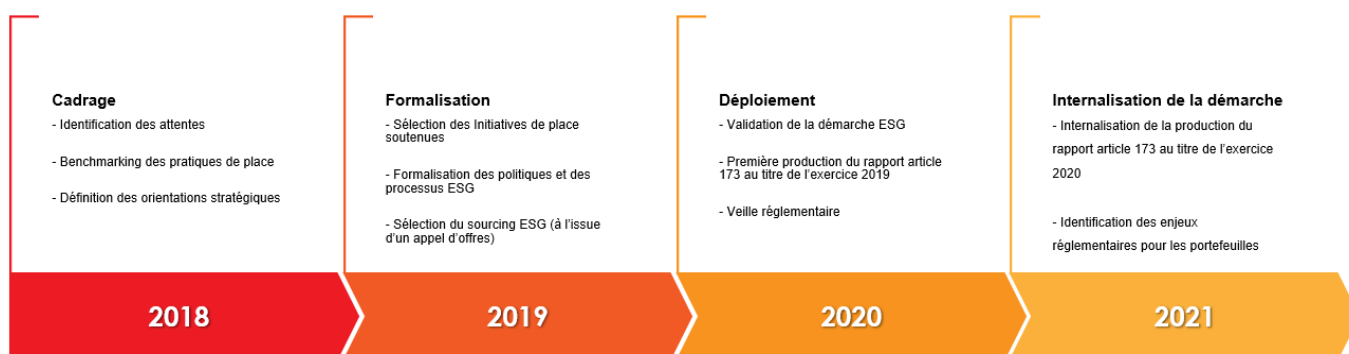 Cadrage
- Identification des attentes
- Benchmarking des pratiques de place
- Définition des orientations stratégiques
2018
Formalisation
- Sélection des Initiatives de place
soutenues
- Formalisation des politiques et des
processus ESG
- Sélection du sourcing ESG (à l'issue
d'un appel d'offres)
2019
Déploiement
- Validation de la démarche ESG
- Première production du rapport article
173 au titre de l'exercice 2019
- Veille réglementaire
2020
Internalisation de la démarche
- Internalisation de la production du
rapport article 173 au titre de l'exercice
2020
- Identification des enjeux
réglementaires pour les portefeuilles
2021